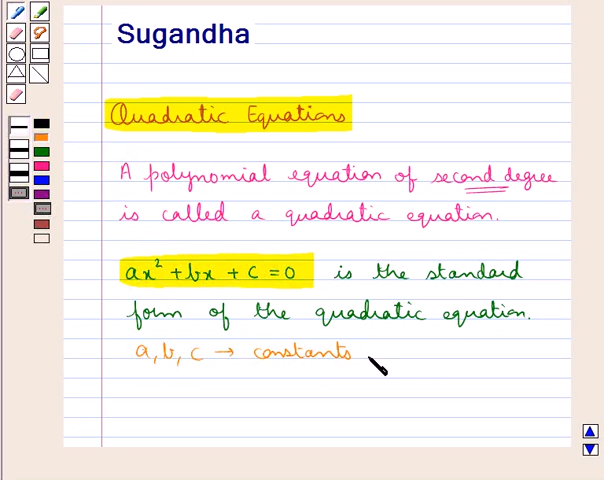 Sugandha
Quadratic Equations
A polynomial equation of second degree
is called a quadratic equation.
ax² + bx + c = 0 is the standard
form of the quadratic equation.
a, b, c → constants